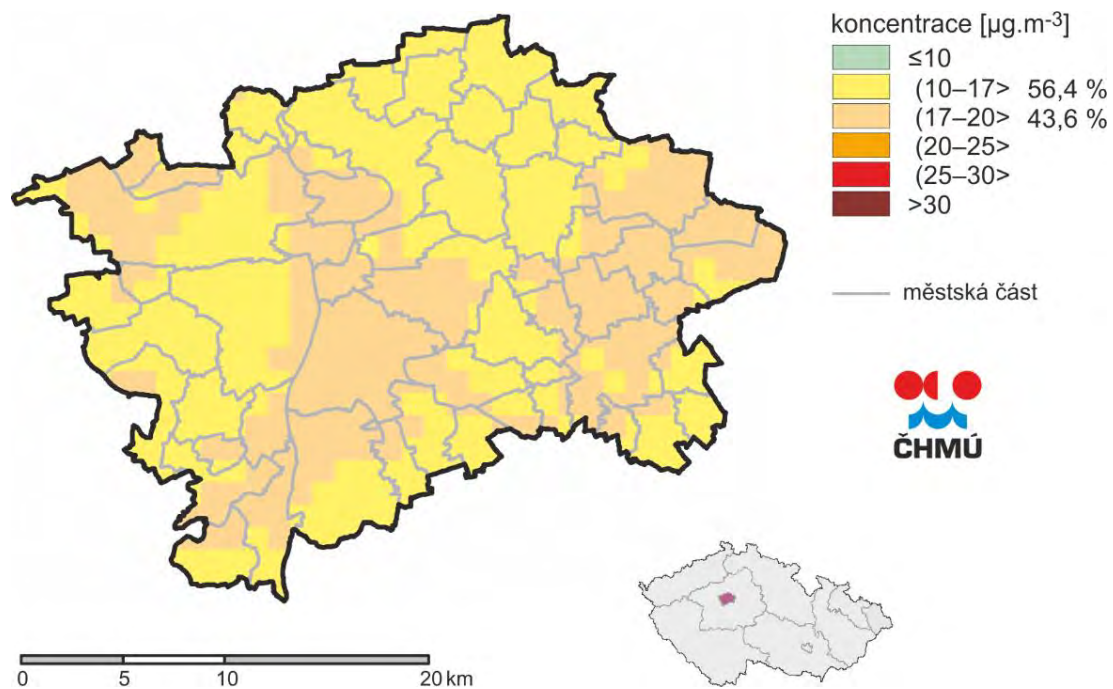 koncentrace [µg.m⁻³]
≤10
(10–17> 56,4 %
(17–20> 43,6 %
(20–25>
(25–30>
>30
městská část
ČHMÚ
0 5 10 20 km